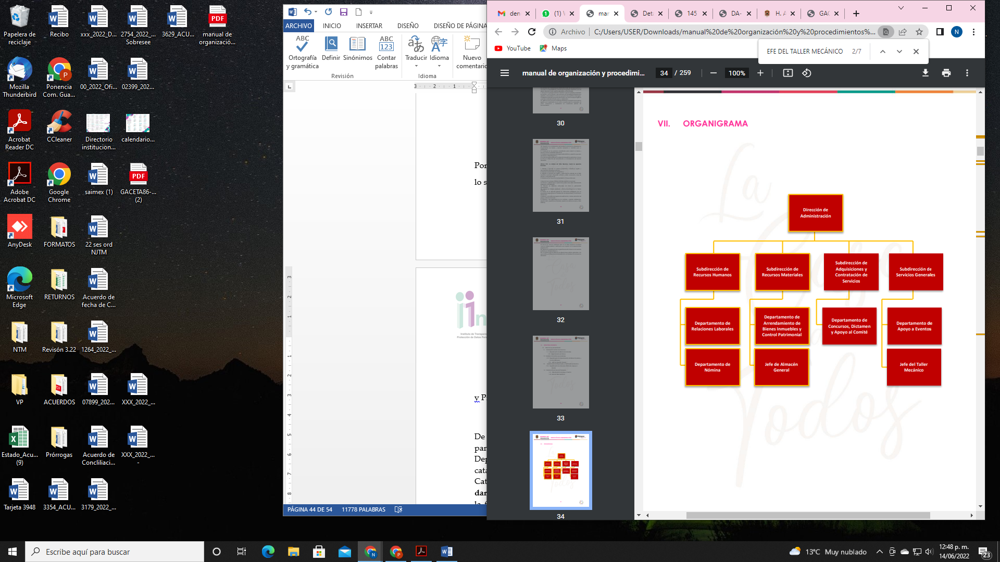 Papelera de
reciclaje
Recibo
xxx_2022_D...
2754_2022_...
Sobresee
3629_ACU...
manual de
organizació...
Mozilla
Thunderbird
Ponencia
Com. Gua...
00_2022_Ofi...
02399_202...
Acrobat
Reader DC
CCleaner
Directorio
institucion...
calendario...
Adobe
Acrobat DC
Google
Chrome
saimex (1)
GACETA86-...
(2)
AnyDesk
FORMATOS
22 ses ord
NJTM
Microsoft
Edge
RETURNOS
Acuerdo de
fecha de C...
NTM
Revisón 3.22
1264_2022_...
VP
ACUERDOS
07899_202...
XXX_2022_...
Estado_Acu...
(9)
Prórrogas
Acuerdo de
Concliliaci...
XXX_2022_...
-
Tarjeta 3948
3354_ACU...
3179_2022_...
ARCHIVO INICIO INSERTAR DISEÑO DISEÑO DE PÁGINA
Ortografía
y gramática
Definir
Sinónimos
Contar
palabras
Traducir
Idioma
Nuevo
comentario
Revisión
Idioma
Por
lo s
y P
De
par
Dep
cata
Cat
dar
PÁGINA 44 DE 54 11778 PALABRAS
den
(1) V
mar
Deta
145
DA-
H. A
GAC
Archivo | C:/Users/USER/Downloads/manual%20de%20organización%20y%20procedimientos%...
YouTube
Maps
EFE DEL TALLER MECÁNICO 2/7
manual de organización y procedimi...
34 / 259
100%
30
31
32
33
34
VII. ORGANIGRAMA
Dirección de
Administración
Subdirección de
Recursos Humanos
Subdirección de
Recursos Materiales
Subdirección de
Adquisiciones y
Contratación de
Servicios
Subdirección de
Servicios Generales
Departamento de
Relaciones Laborales
Departamento de
Arrendamiento de
Bienes Inmuebles y
Control Patrimonial
Departamento de
Concursos, Dictamen
y Apoyo al Comité
Departamento de
Apoyo a Eventos
Departamento de
Nómina
Jefe de Almacén
General
Jefe del Taller
Mecánico
La
Casa
de
Todos
Escribe aquí para buscar
13°C Muy nublado
12:48 p. m.
14/06/2022
23